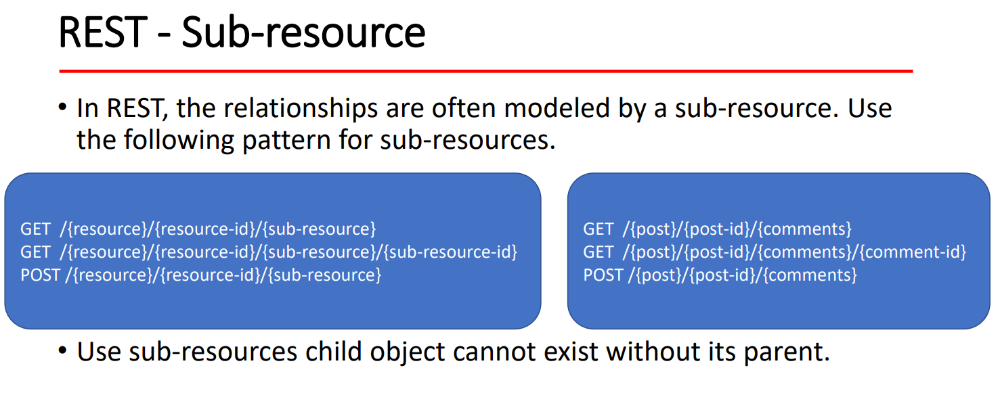 REST - Sub-resource
• In REST, the relationships are often modeled by a sub-resource. Use
the following pattern for sub-resources.
GET /{resource}/{resource-id}/{sub-resource}
GET /{resource}/{resource-id}/{sub-resource}/{sub-resource-id}
POST /{resource}/{resource-id}/{sub-resource}
GET /{post}/{post-id}/{comments}
GET /{post}/{post-id}/{comments}/{comment-id}
POST /{post}/{post-id}/{comments}
• Use sub-resources child object cannot exist without its parent.